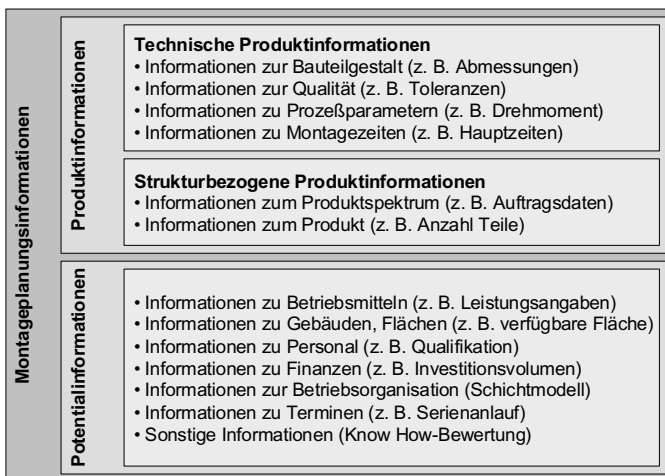 Montageplanungsinformationen
Produktinformationen
Technische Produktinformationen
• Informationen zur Bauteilgestalt (z. B. Abmessungen)
• Informationen zur Qualität (z. B. Toleranzen)
• Informationen zu Prozeßparametern (z. B. Drehmoment)
• Informationen zu Montagezeiten (z. B. Hauptzeiten)
Strukturbezogene Produktinformationen
• Informationen zum Produktspektrum (z. B. Auftragsdaten)
• Informationen zum Produkt (z. B. Anzahl Teile)
Potentialinformationen
• Informationen zu Betriebsmitteln (z. B. Leistungsangaben)
• Informationen zu Gebäuden, Flächen (z. B. verfügbare Fläche)
• Informationen zu Personal (z. B. Qualifikation)
• Informationen zu Finanzen (z. B. Investitionsvolumen)
• Informationen zur Betriebsorganisation (Schichtmodell)
• Informationen zu Terminen (z. B. Serienanlauf)
• Sonstige Informationen (Know How-Bewertung)